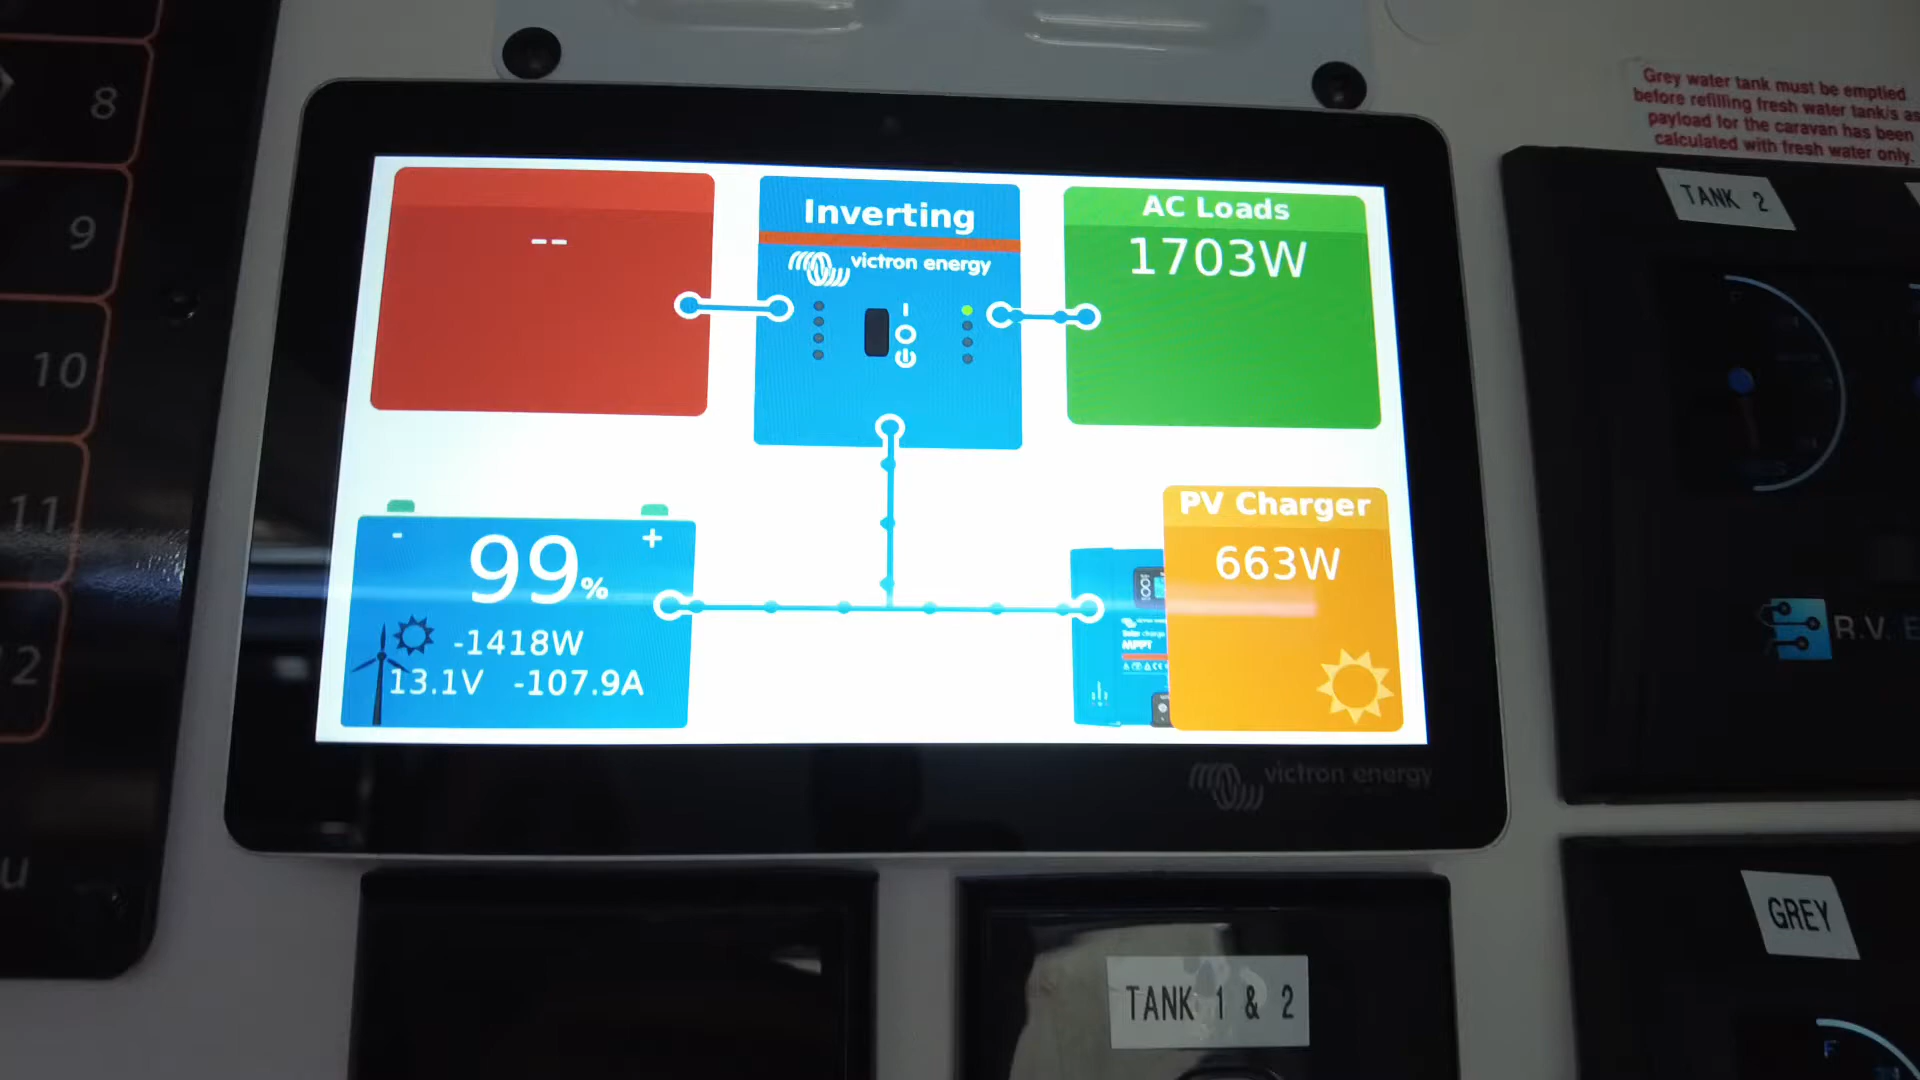 8
9
10
11
12
u
--
Inverting
victron energy
AC Loads
1703W
- +
99%
-1418W
13.1V -107.9A
PV Charger
663W
MPPT
victron energy
Grey water tank must be emptied
before refilling fresh water tank/s as
payload for the caravan has been
calculated with fresh water only.
TANK 2
R.V. E
GREY
F
TANK 1 & 2